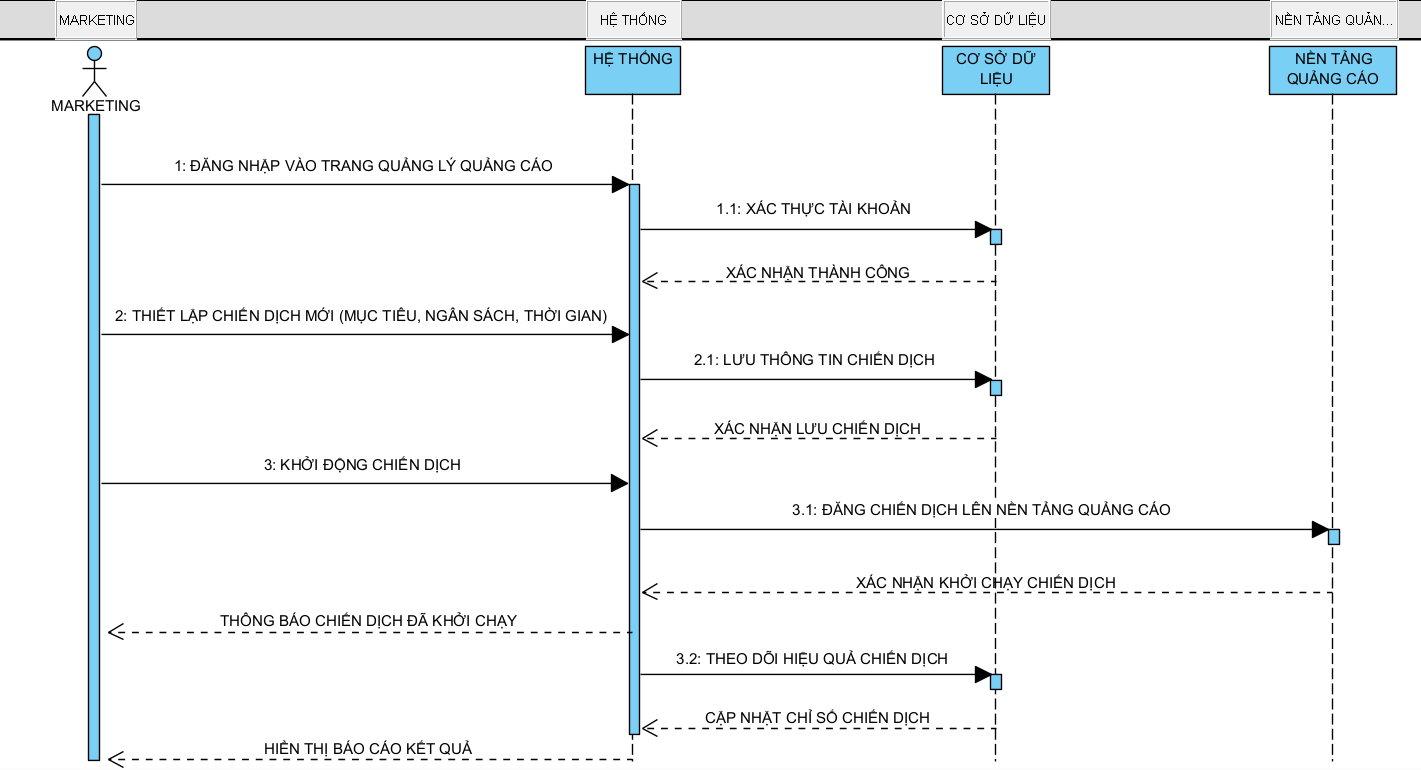 MARKETING
HỆ THỐNG
CƠ SỞ DỮ LIỆU
NỀN TẢNG QUẢN...
MARKETING
HỆ THỐNG
CƠ SỞ DỮ
LIỆU
NỀN TẢNG
QUẢNG CÁO
1: ĐĂNG NHẬP VÀO TRANG QUẢNG LÝ QUẢNG CÁO
1.1: XÁC THỰC TÀI KHOẢN
XÁC NHẬN THÀNH CÔNG
2: THIẾT LẬP CHIẾN DỊCH MỚI (MỤC TIÊU, NGÂN SÁCH, THỜI GIAN)
2.1: LƯU THÔNG TIN CHIẾN DỊCH
XÁC NHẬN LƯU CHIẾN DỊCH
3: KHỞI ĐỘNG CHIẾN DỊCH
3.1: ĐĂNG CHIẾN DỊCH LÊN NỀN TẢNG QUẢNG CÁO
XÁC NHẬN KHỞI CHẠY CHIẾN DỊCH
THÔNG BÁO CHIẾN DỊCH ĐÃ KHỞI CHẠY
3.2: THEO DÕI HIỆU QUẢ CHIẾN DỊCH
CẬP NHẬT CHỈ SỐ CHIẾN DỊCH
HIỂN THỊ BÁO CÁO KẾT QUẢ